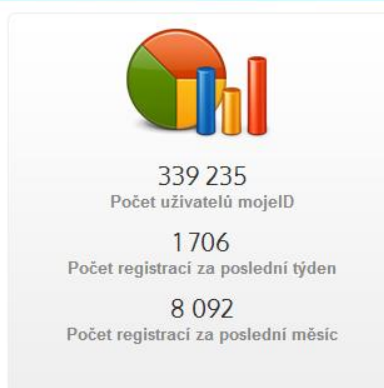 339 235
Počet uživatelů mojeID
1 706
Počet registrací za poslední týden
8 092
Počet registrací za poslední měsíc